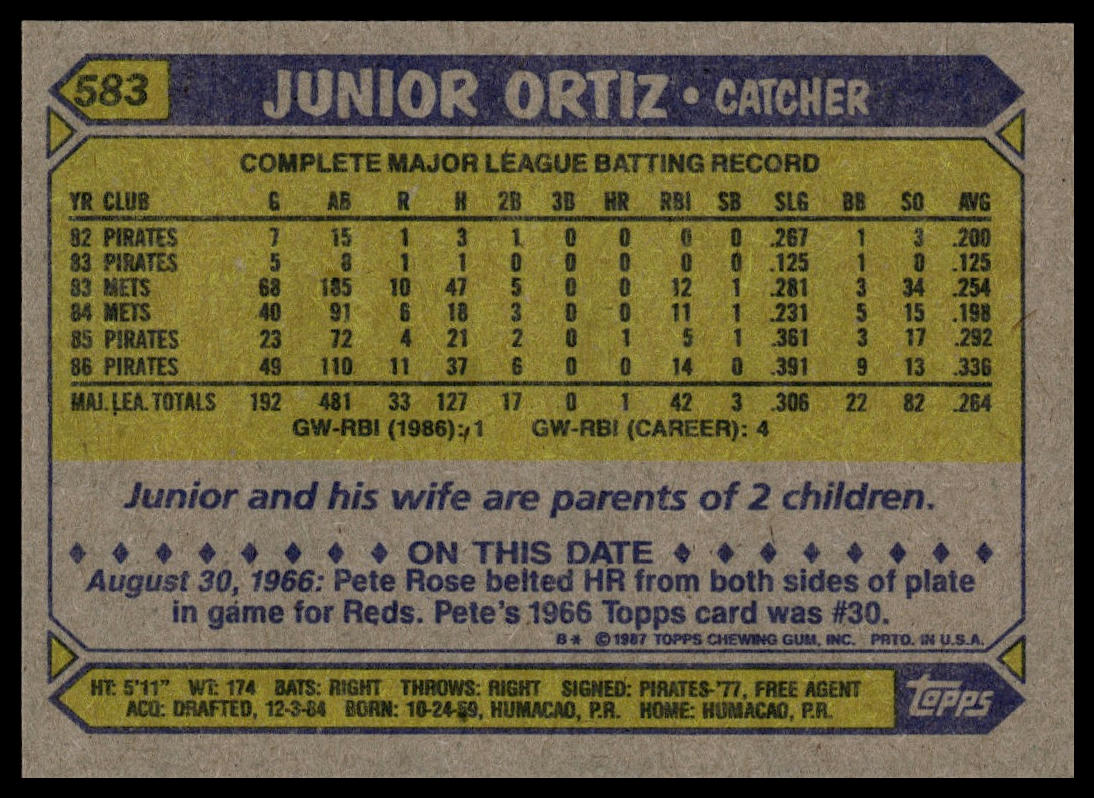 583
JUNIOR ORTIZ • CATCHER
COMPLETE MAJOR LEAGUE BATTING RECORD
YR CLUB G AB R H 2B 3B HR RBI SB SLG BB SO AVG
82 PIRATES 7 15 1 3 1 0 0 0 0 .267 1 3 .200
83 PIRATES 5 8 1 1 0 0 0 0 0 .125 1 0 .125
83 METS 68 185 10 47 5 0 0 12 1 .281 3 34 .254
84 METS 40 91 6 18 3 0 0 11 1 .231 5 15 .198
85 PIRATES 23 72 4 21 2 0 1 5 1 .361 3 17 .292
86 PIRATES 49 110 11 37 6 0 0 14 0 .391 9 13 .336
MAJ. LEA. TOTALS 192 481 33 127 17 0 1 42 3 .306 22 82 .264
GW-RBI (1986): 1 GW-RBI (CAREER): 4
Junior and his wife are parents of 2 children.
ON THIS DATE
August 30, 1966: Pete Rose belted HR from both sides of plate
in game for Reds. Pete's 1966 Topps card was #30.
B* © 1987 TOPPS CHEWING GUM, INC. PRTD. IN U.S.A.
HT: 5'11" WT: 174 BATS: RIGHT THROWS: RIGHT SIGNED: PIRATES-'77, FREE AGENT
ACQ: DRAFTED, 12-3-84 BORN: 10-24-59, HUMACAO, P.R. HOME: HUMACAO, P.R.
topps